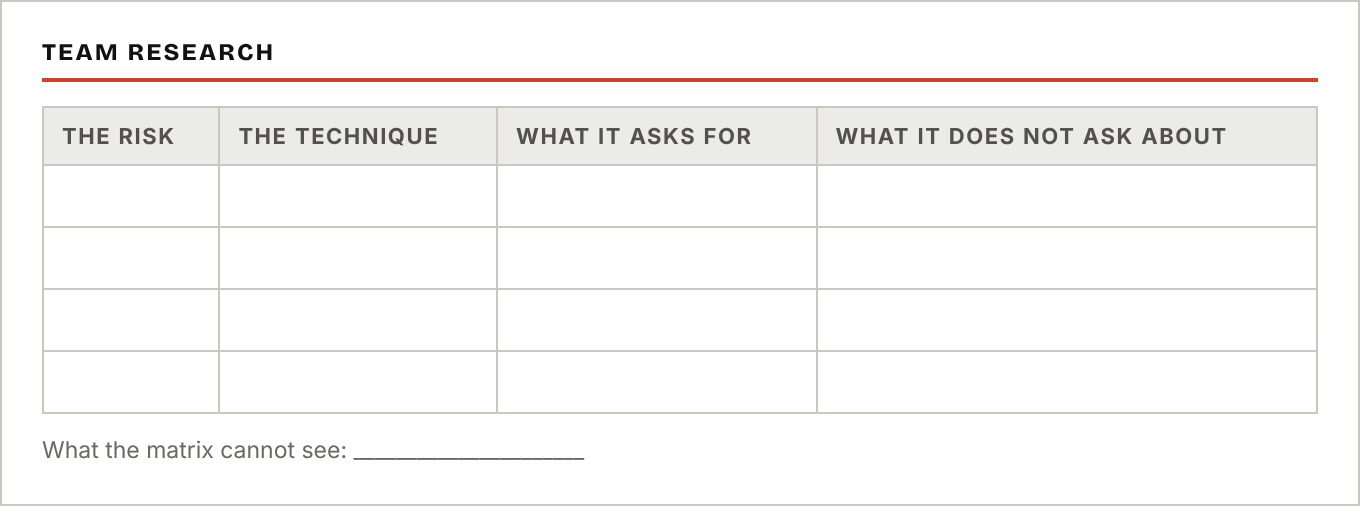 TEAM RESEARCH
THE RISK THE TECHNIQUE WHAT IT ASKS FOR WHAT IT DOES NOT ASK ABOUT
What the matrix cannot see: ______________________